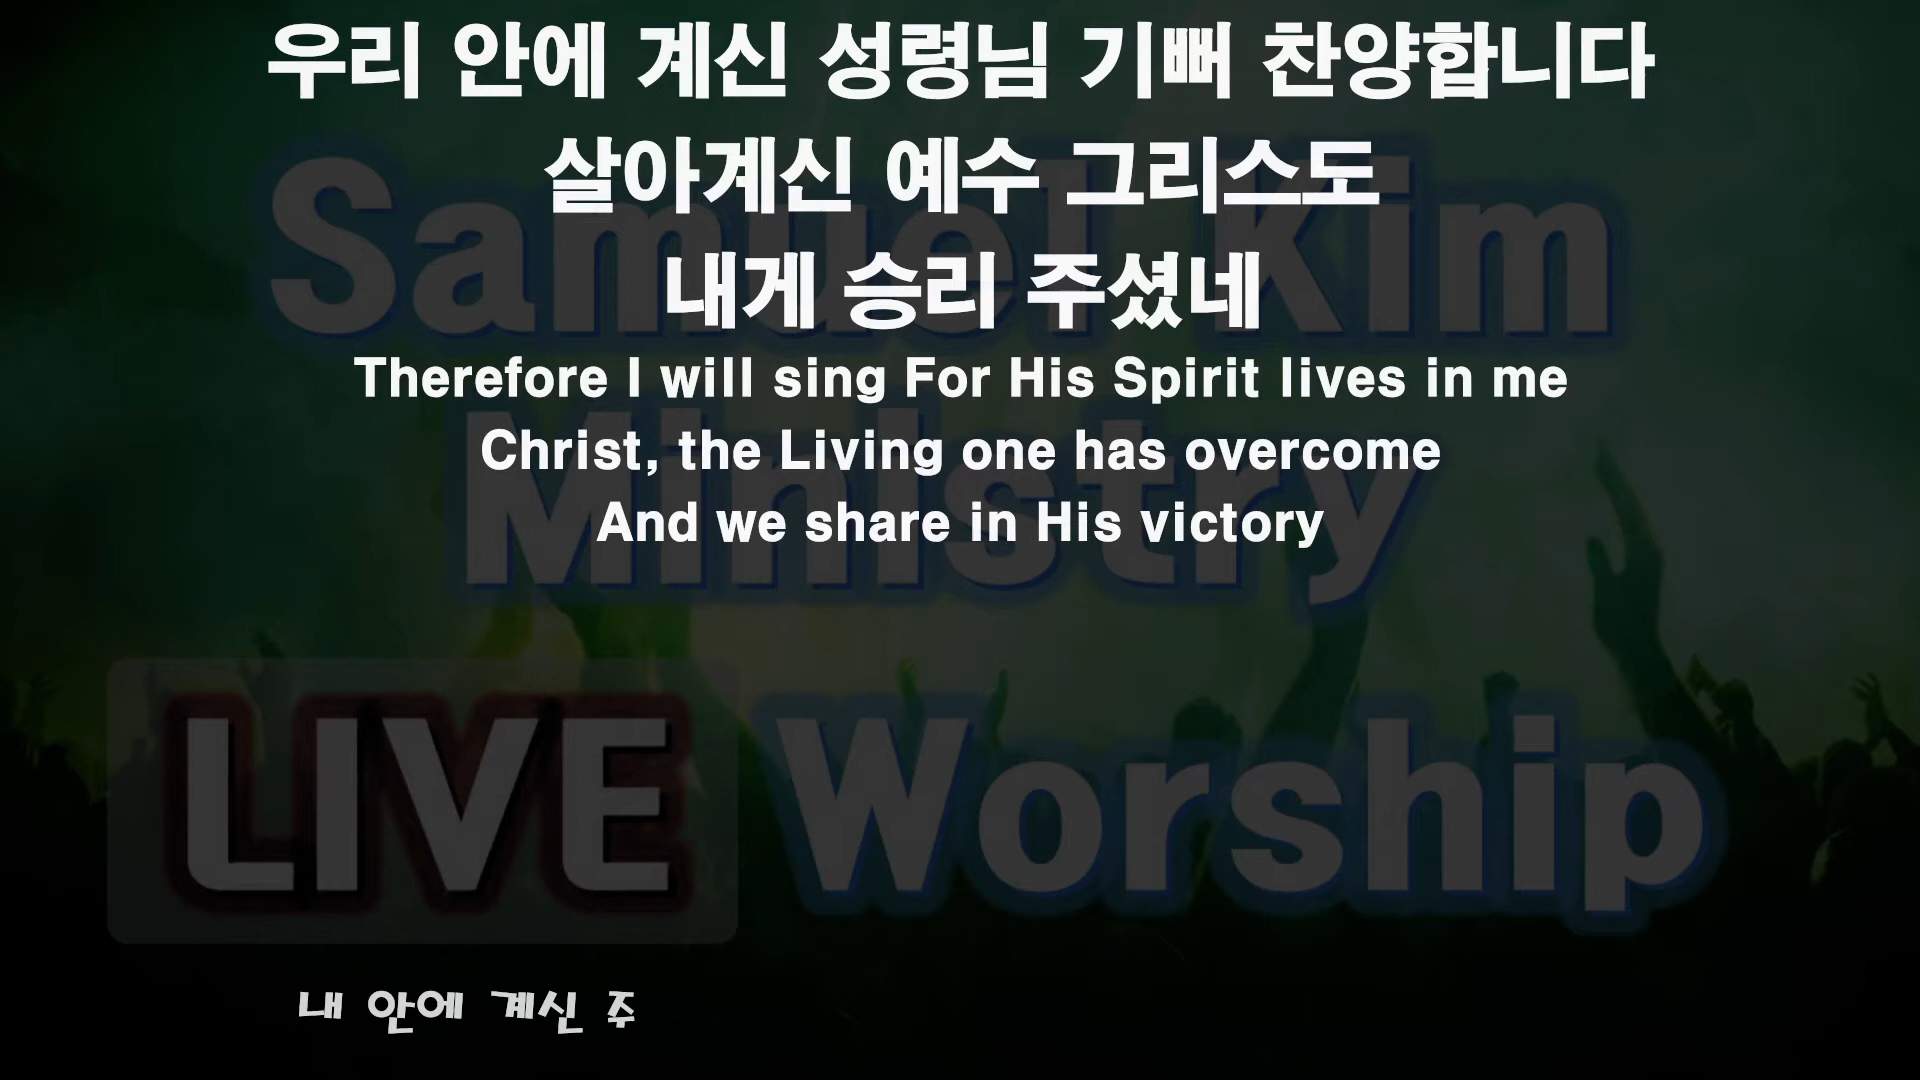 우리 안에 계신 성령님 기뻐 찬양합니다
살아계신 예수 그리스도
내게 승리 주셨네
Therefore I will sing For His Spirit lives in me
Christ, the Living one has overcome
And we share in His victory
Samuel Kim
Ministry
LIVE Worship
내 안에 계신 주